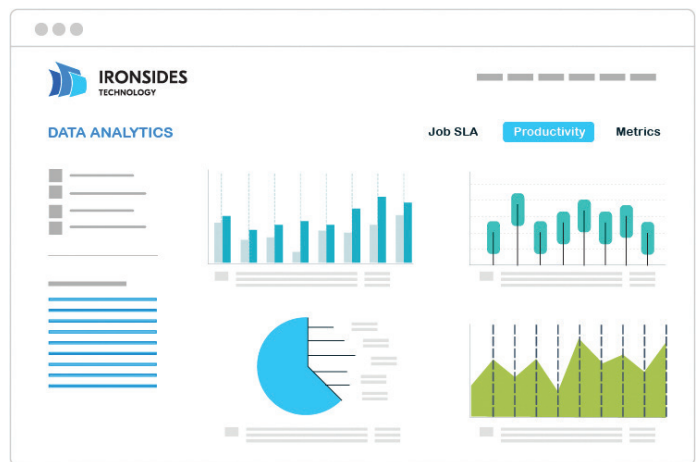 IRONSIDES
TECHNOLOGY
DATA ANALYTICS
Job SLA
Productivity
Metrics